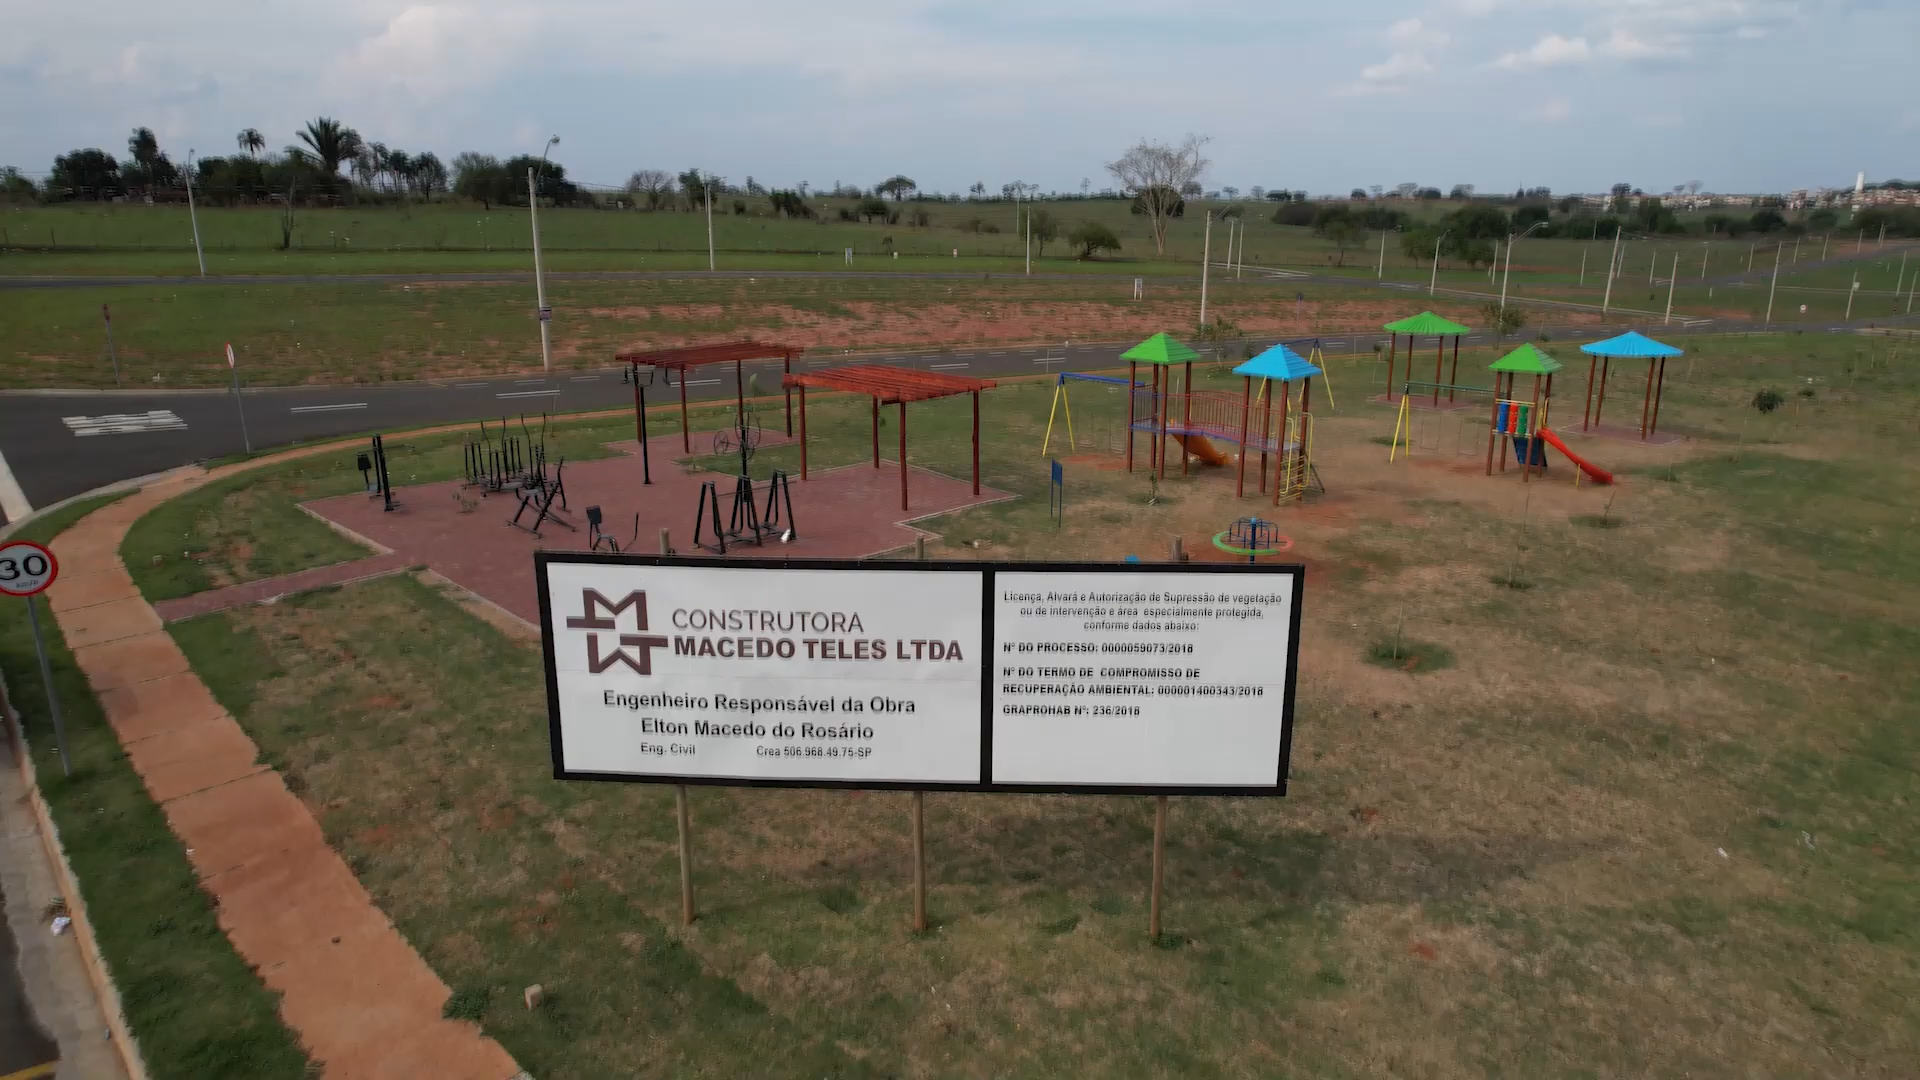 30
km/h
CONSTRUTORA
MACEDO TELES LTDA
Engenheiro Responsável da Obra
Elton Macedo do Rosário
Eng. Civil Crea 506.968.49.75-SP
Licença, Alvará e Autorização de Supressão de vegetação
ou de intervenção e área especialmente protegida,
conforme dados abaixo:
Nº DO PROCESSO: 0000059073/2018
Nº DO TERMO DE COMPROMISSO DE
RECUPERAÇÃO AMBIENTAL: 000001400343/2018
GRAPROHAB Nº: 236/2018